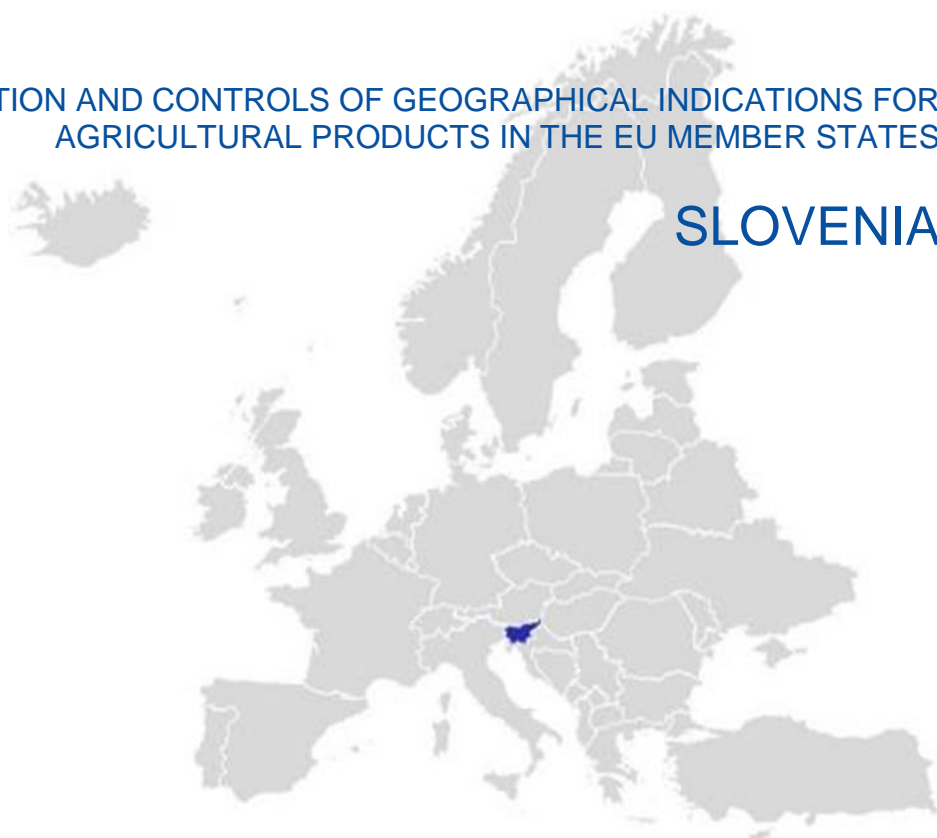 TION AND CONTROLS OF GEOGRAPHICAL INDICATIONS FOR
AGRICULTURAL PRODUCTS IN THE EU MEMBER STATES
SLOVENIA